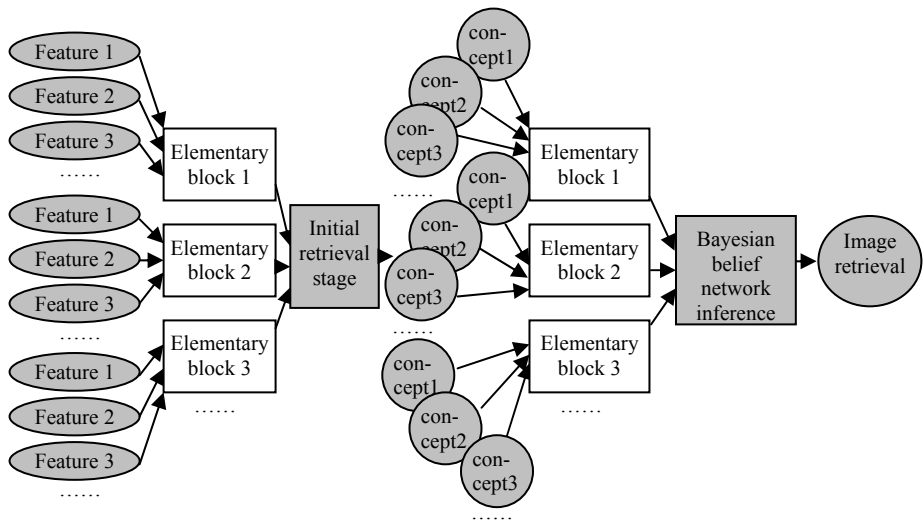 Feature 1
Feature 2
Feature 3
……
Elementary
block 1
Feature 1
Feature 2
Feature 3
……
Elementary
block 2
Feature 1
Feature 2
Feature 3
……
Elementary
block 3
……
Initial
retrieval
stage
con-
cept1
con-
cept2
con-
cept3
……
Elementary
block 1
con-
cept1
con-
cept2
con-
cept3
……
Elementary
block 2
con-
cept1
con-
cept2
con-
cept3
……
Elementary
block 3
……
Bayesian
belief
network
inference
Image
retrieval